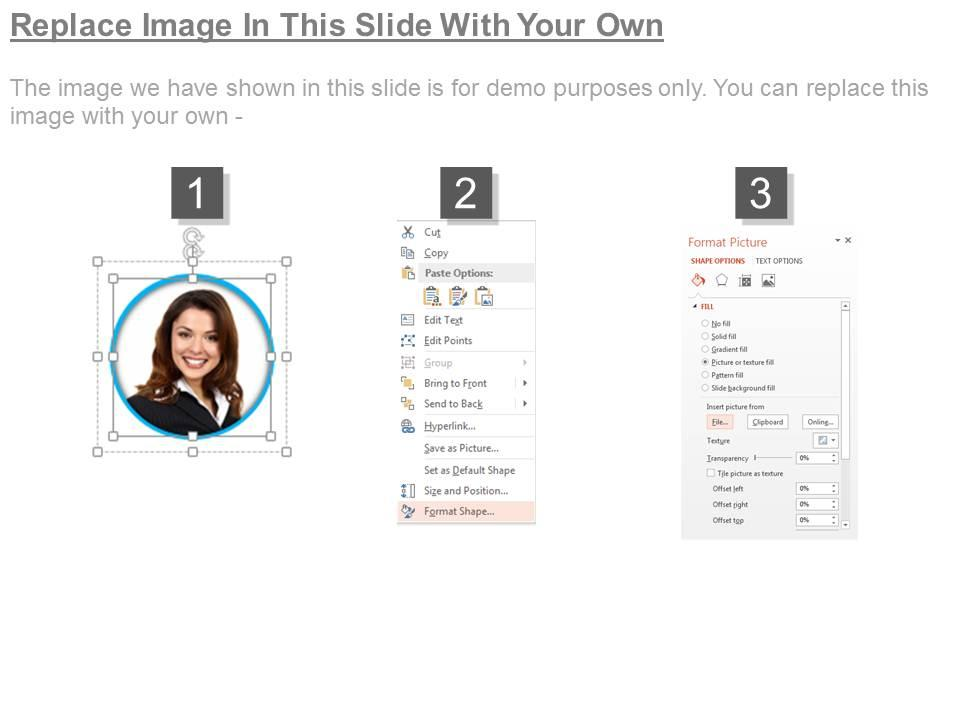 Replace Image In This Slide With Your Own
The image we have shown in this slide is for demo purposes only. You can replace this
image with your own -
1
2
3
Cut
Copy
Paste Options:
Edit Text
Edit Points
Group
Bring to Front
Send to Back
Hyperlink...
Save as Picture...
Set as Default Shape
Size and Position...
Format Shape...
Format Picture
SHAPE OPTIONS TEXT OPTIONS
FILL
No fill
Solid fill
Gradient fill
Picture or texture fill
Pattern fill
Slide background fill
Insert picture from
File... Clipboard Online...
Texture
Transparency 0%
Tile picture as texture
Offset left 0%
Offset right 0%
Offset top 0%